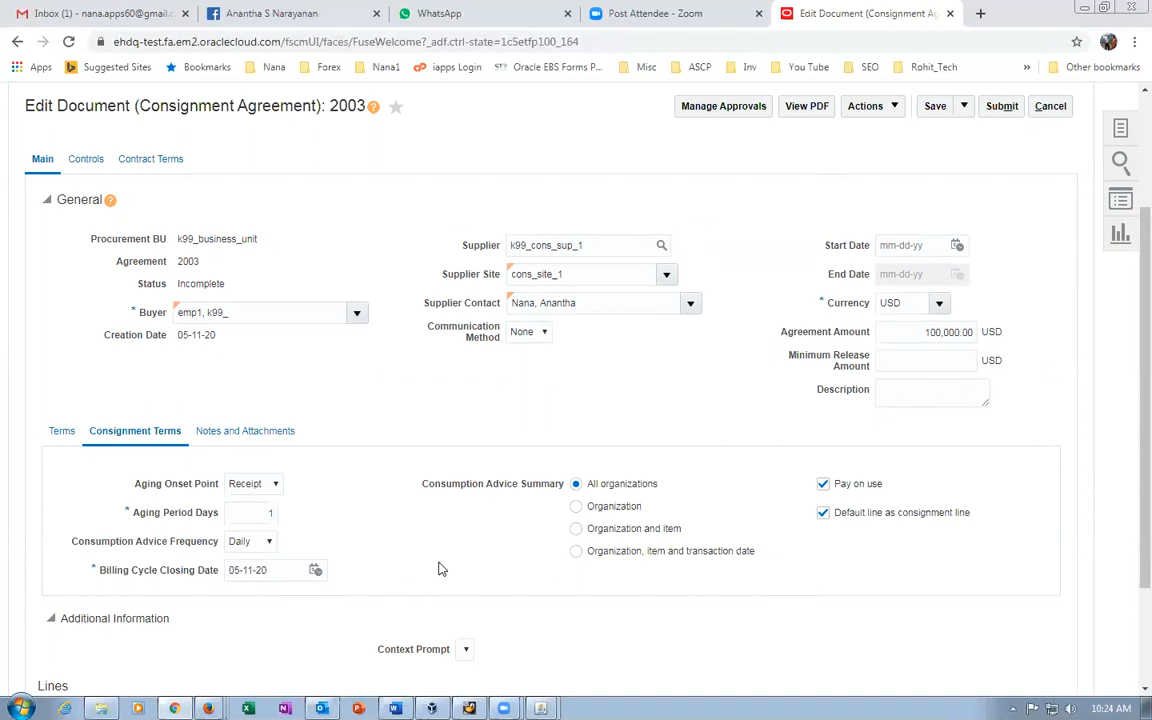 Inbox (1) - nana.apps60@gmail.c
Anantha S Narayanan
WhatsApp
Post Attendee - Zoom
Edit Document (Consignment Ag
ehdq-test.fa.em2.oraclecloud.com/fscmUI/faces/FuseWelcome?_adf.ctrl-state=1c5etfp100_164
Apps
Suggested Sites
Bookmarks
Nana
Forex
Nana1
iapps Login
Oracle EBS Forms P...
Misc
ASCP
Inv
You Tube
SEO
Rohit_Tech
»
Other bookmarks
Edit Document (Consignment Agreement): 2003
Manage Approvals
View PDF
Actions
Save
Submit
Cancel
Main
Controls
Contract Terms
General
Procurement BU k99_business_unit
Agreement 2003
Status Incomplete
* Buyer emp1, k99_
Creation Date 05-11-20
Supplier k99_cons_sup_1
Supplier Site cons_site_1
Supplier Contact Nana, Anantha
Communication
Method None
Start Date mm-dd-yy
End Date mm-dd-yy
* Currency USD
Agreement Amount 100,000.00 USD
Minimum Release
Amount USD
Description
Terms
Consignment Terms
Notes and Attachments
Aging Onset Point Receipt
* Aging Period Days 1
Consumption Advice Frequency Daily
* Billing Cycle Closing Date 05-11-20
Consumption Advice Summary All organizations
Organization
Organization and item
Organization, item and transaction date
Pay on use
Default line as consignment line
Additional Information
Context Prompt
Lines
10:24 AM